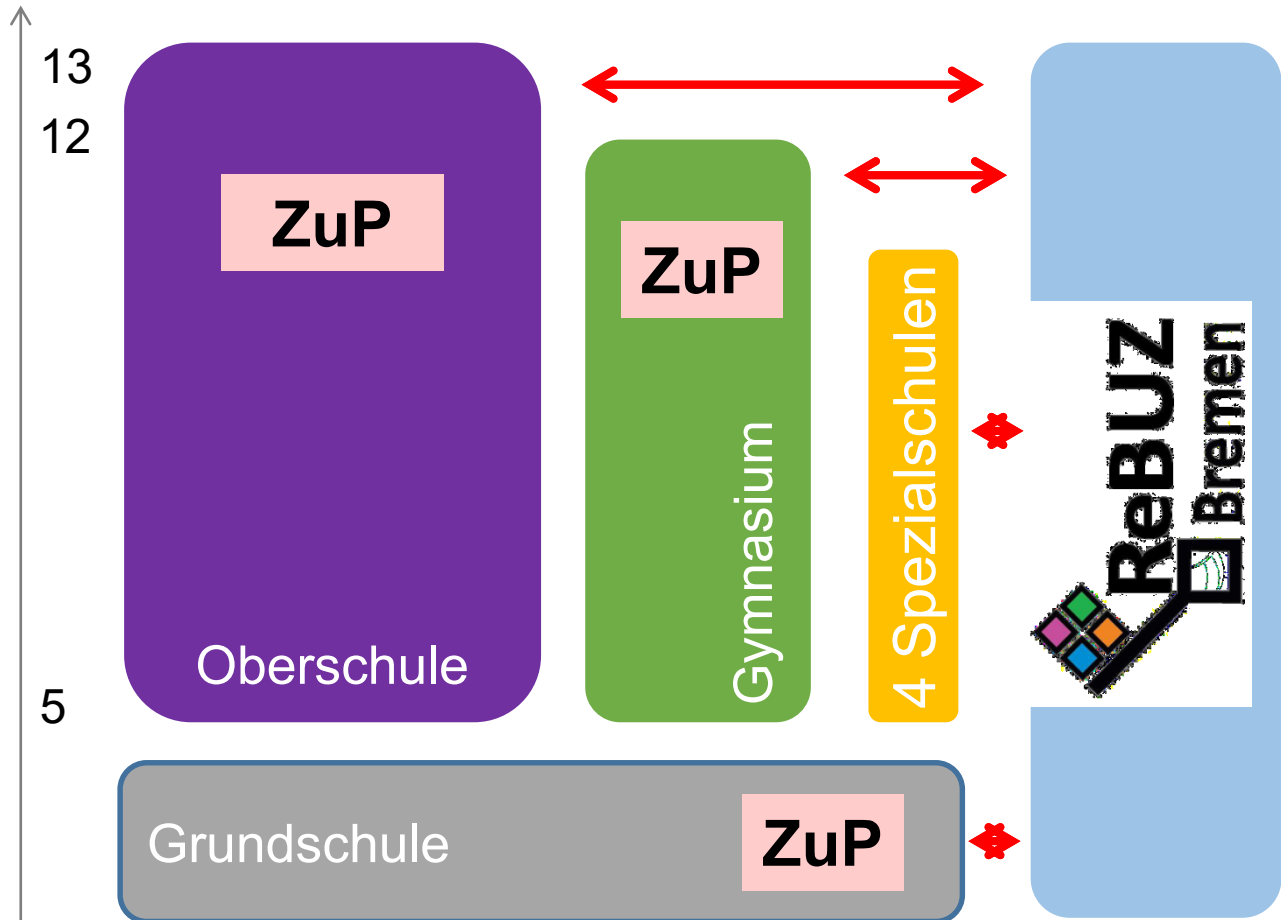 13
12
ZuP
ZuP
4 Spezialschulen
Gymnasium
Oberschule
5
ReBUZ
Bremen
Grundschule
ZuP